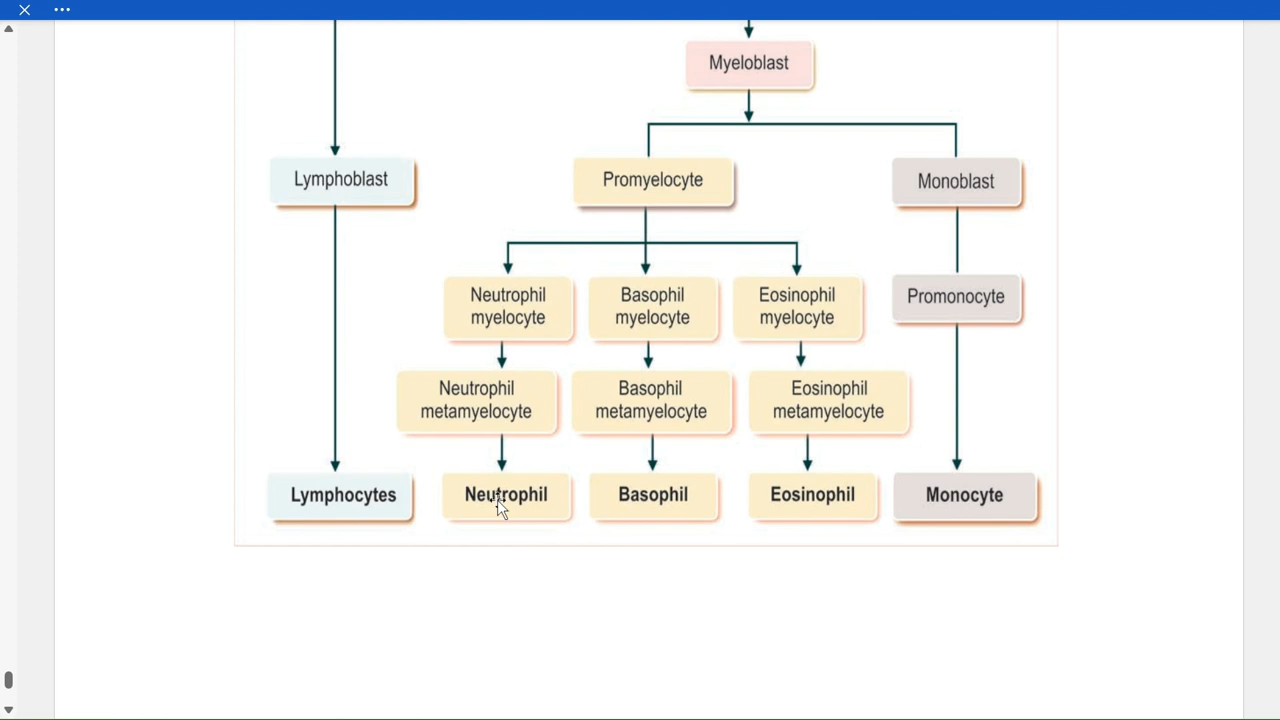 Myeloblast
Lymphoblast
Promyelocyte
Monoblast
Neutrophil
myelocyte
Basophil
myelocyte
Eosinophil
myelocyte
Promonocyte
Neutrophil
metamyelocyte
Basophil
metamyelocyte
Eosinophil
metamyelocyte
Lymphocytes
Neutrophil
Basophil
Eosinophil
Monocyte